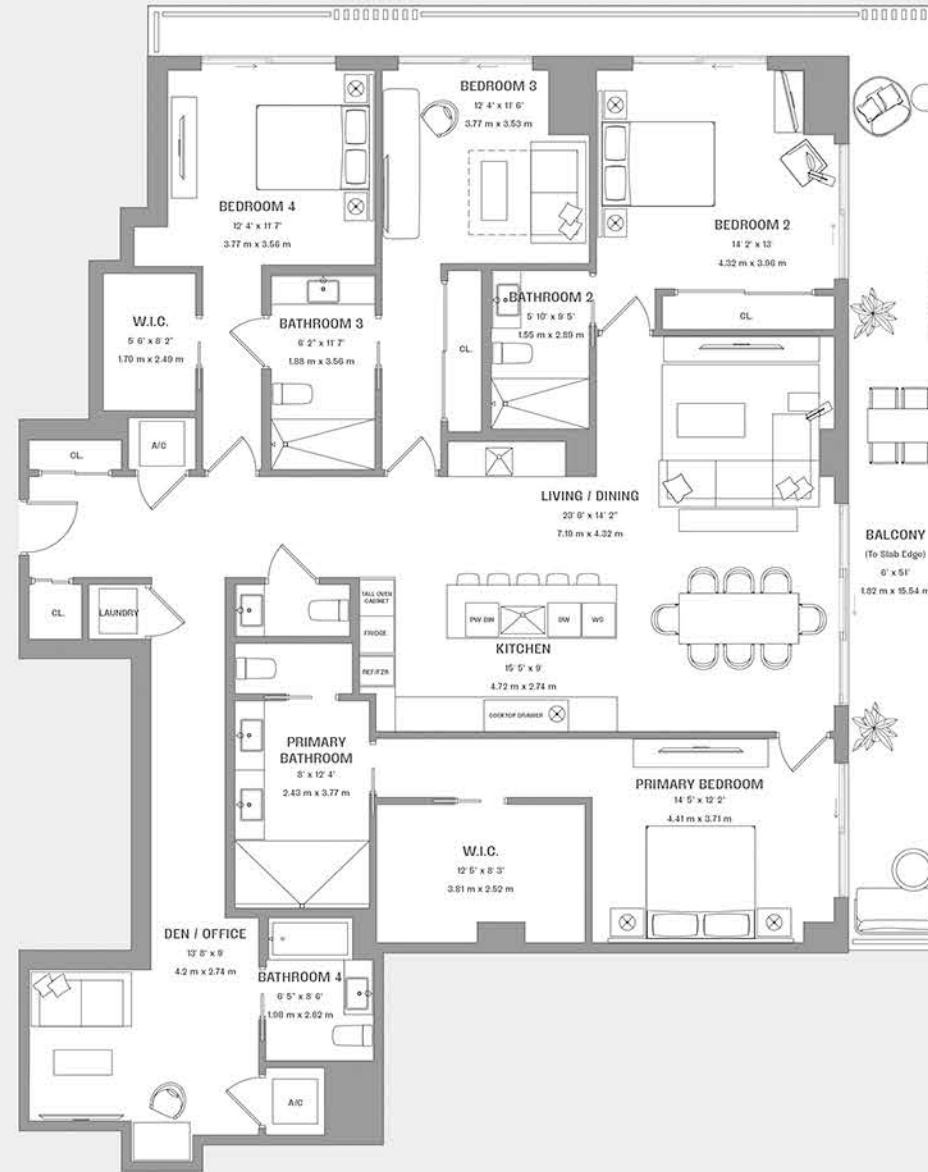 BEDROOM 3
12' 4" x 11' 6"
3.77 m x 3.53 m
BEDROOM 4
12' 4" x 11' 7"
3.77 m x 3.56 m
BEDROOM 2
14' 2" x 13'
4.32 m x 3.96 m
W.I.C.
5' 6" x 8' 2"
1.70 m x 2.49 m
BATHROOM 3
6' 2" x 11' 7"
1.88 m x 3.56 m
BATHROOM 2
5' 10" x 9' 5"
1.55 m x 2.89 m
CL.
CL.
CL.
A/C
LIVING / DINING
23' 8" x 14' 2"
7.19 m x 4.32 m
BALCONY
(To Slab Edge)
6' x 51'
1.82 m x 15.54 m
CL.
LAUNDRY
TALL OVEN
CABINET
FRIDGE
REF/FZR
DW
WC
KITCHEN
15' 5" x 9'
4.72 m x 2.74 m
COOKTOP DRAWER
PRIMARY
BATHROOM
8' x 12' 4"
2.43 m x 3.77 m
PRIMARY BEDROOM
14' 5" x 12' 2"
4.41 m x 3.71 m
W.I.C.
12' 5" x 8' 3"
3.81 m x 2.52 m
DEN / OFFICE
13' 8" x 9'
4.2 m x 2.74 m
BATHROOM 4
6' 5" x 8' 6"
1.98 m x 2.62 m
A/C